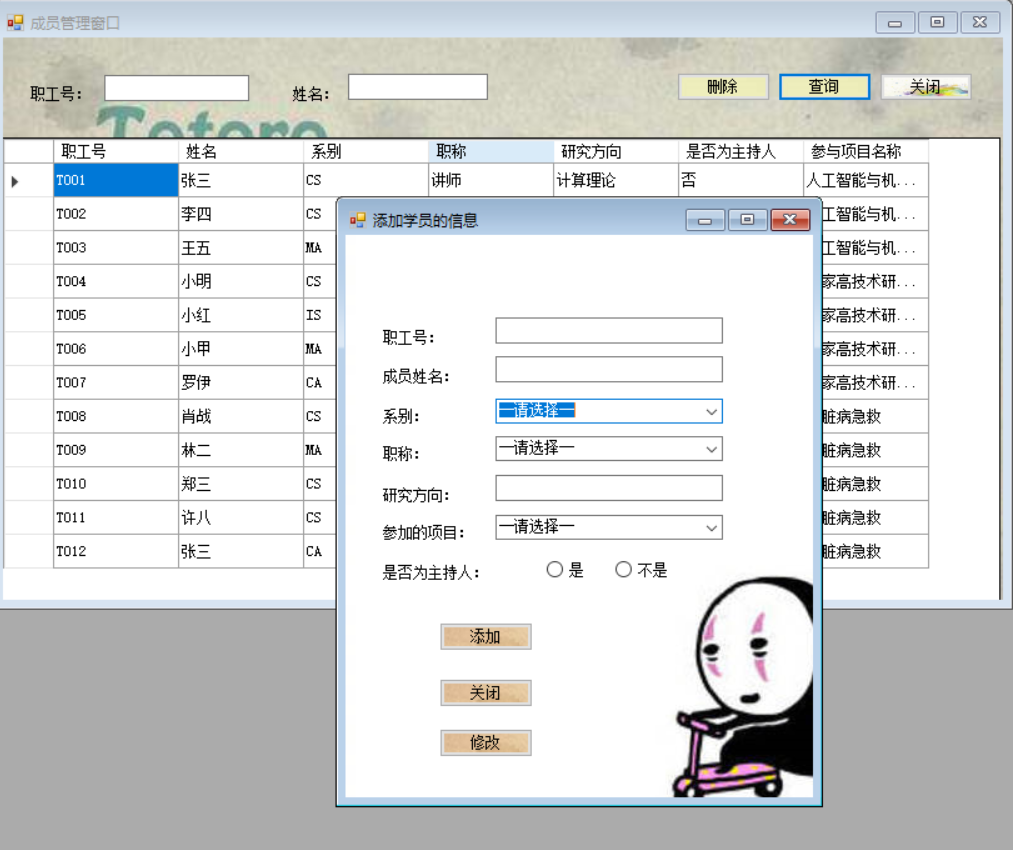 成员管理窗口
职工号: 姓名: 删除 查询 关闭
Totoro
职工号 姓名 系别 职称 研究方向 是否为主持人 参与项目名称
T001 张三 CS 讲师 计算理论 否 人工智能与机...
T002 李四 CS 工智能与机...
T003 王五 MA 工智能与机...
T004 小明 CS 家高技术研...
T005 小红 IS 家高技术研...
T006 小甲 MA 家高技术研...
T007 罗伊 CA 家高技术研...
T008 肖战 CS 脏病急救
T009 林二 MA 脏病急救
T010 郑三 CS 脏病急救
T011 许八 CS 脏病急救
T012 张三 CA 脏病急救
添加学员的信息
职工号:
成员姓名:
系别: 一请选择一
职称: 一请选择一
研究方向:
参加的项目: 一请选择一
是否为主持人: 是 不是
添加
关闭
修改